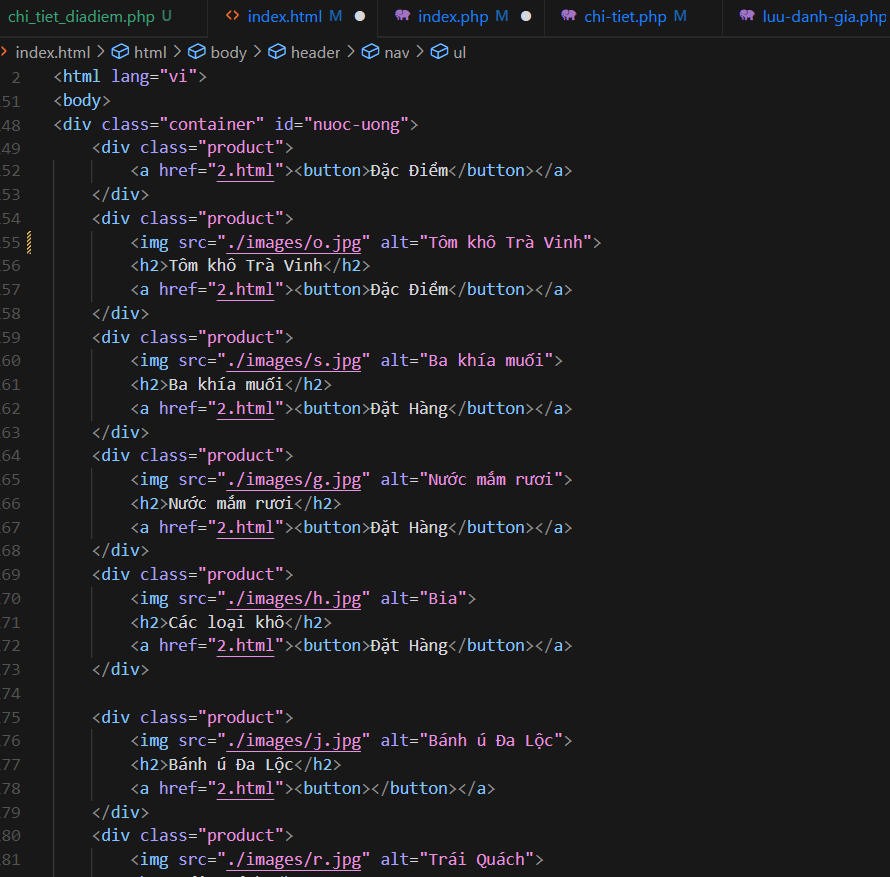 chi_tiet_diadiem.php U <> index.html M ● index.php M ● chi-tiet.php M luu-danh-gia.php
> index.html > html > body > header > nav > ul
2 <html lang="vi">
51 <body>
48 <div class="container" id="nuoc-uong">
49 <div class="product">
52 <a href="2.html"><button>Đặc Điểm</button></a>
53 </div>
54 <div class="product">
55 <img src="./images/o.jpg" alt="Tôm khô Trà Vinh">
56 <h2>Tôm khô Trà Vinh</h2>
57 <a href="2.html"><button>Đặc Điểm</button></a>
58 </div>
59 <div class="product">
60 <img src="./images/s.jpg" alt="Ba khía muối">
61 <h2>Ba khía muối</h2>
62 <a href="2.html"><button>Đặt Hàng</button></a>
63 </div>
64 <div class="product">
65 <img src="./images/g.jpg" alt="Nước mắm rươi">
66 <h2>Nước mắm rươi</h2>
67 <a href="2.html"><button>Đặt Hàng</button></a>
68 </div>
69 <div class="product">
70 <img src="./images/h.jpg" alt="Bia">
71 <h2>Các loại khô</h2>
72 <a href="2.html"><button>Đặt Hàng</button></a>
73 </div>
74
75 <div class="product">
76 <img src="./images/j.jpg" alt="Bánh ú Đa Lộc">
77 <h2>Bánh ú Đa Lộc</h2>
78 <a href="2.html"><button></button></a>
79 </div>
80 <div class="product">
81 <img src="./images/r.jpg" alt="Trái Quách">